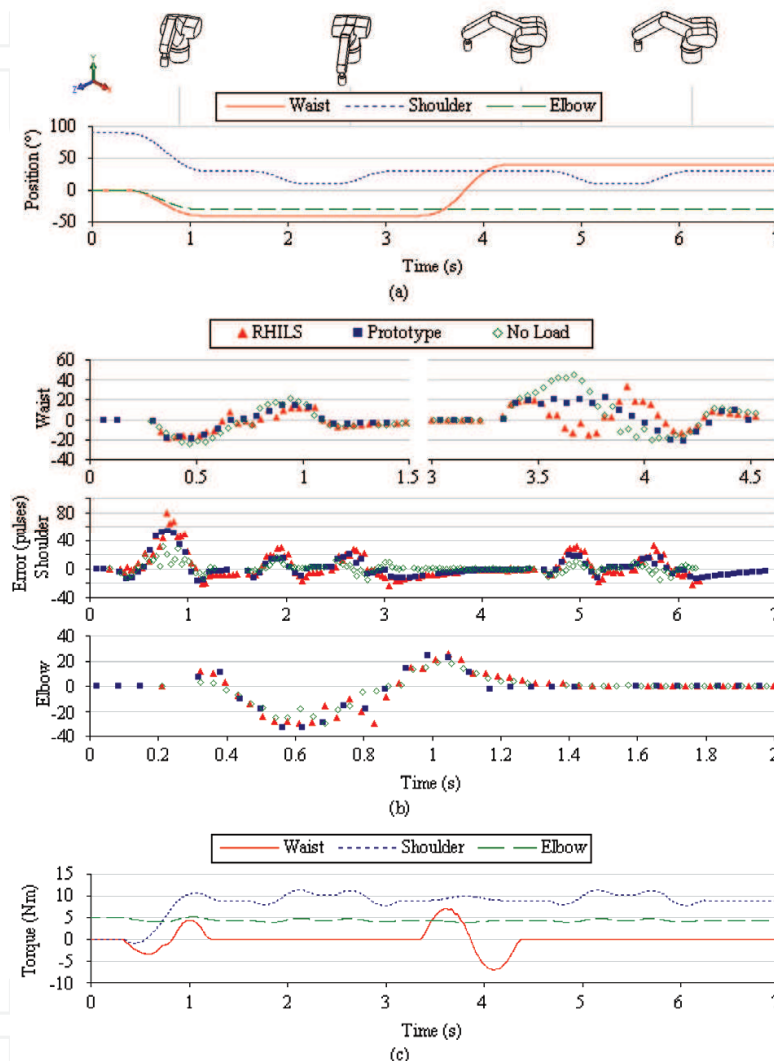 Y
Z
X
Waist Shoulder Elbow
100
50
0
-50
Position (°)
0 1 2 3 4 5 6 7
Time (s)
(a)
RHILS Prototype No Load
60
40
20
0
-20
-40
Waist
0 0.5 1 1.5 3 3.5 4 4.5
80
40
0
-40
Error (pulses)
Shoulder
0 1 2 3 4 5 6 7
40
20
0
-20
-40
Elbow
0 0.2 0.4 0.6 0.8 1 1.2 1.4 1.6 1.8 2
Time (s)
(b)
Waist Shoulder Elbow
15
10
5
0
-5
-10
Torque (Nm)
0 1 2 3 4 5 6 7
Time (s)
(c)